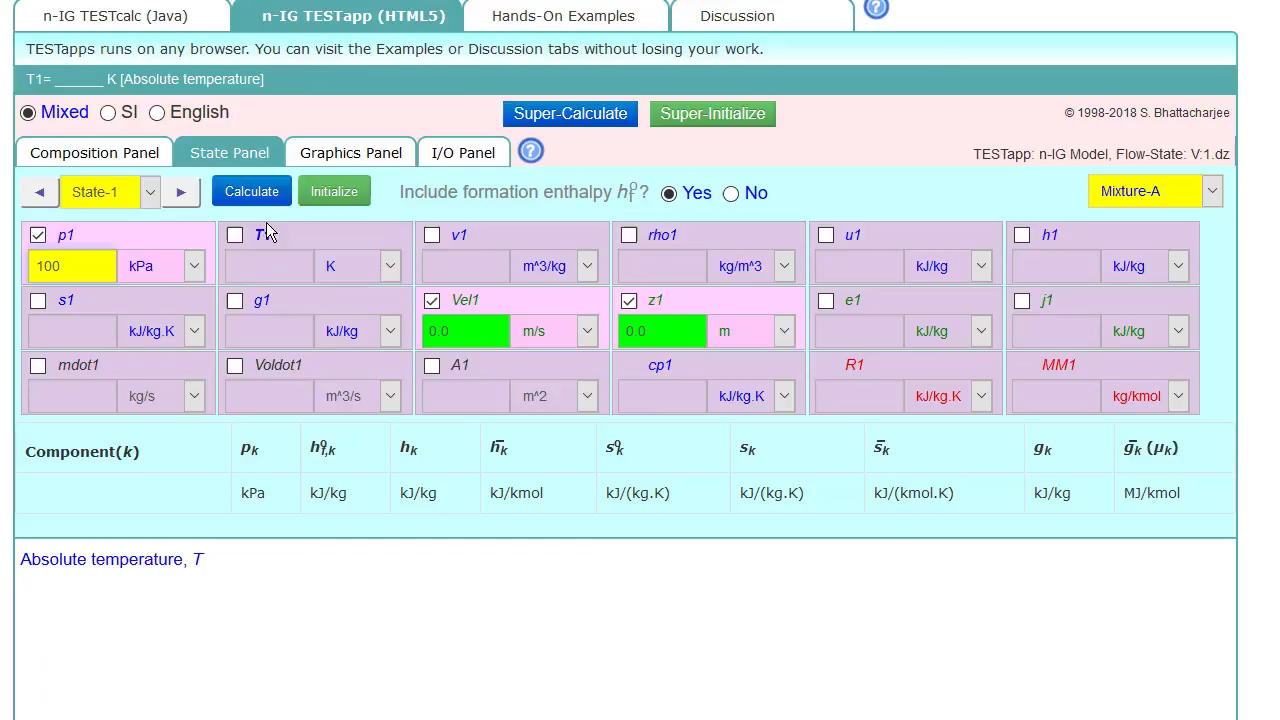 n-IG TESTcalc (Java) n-IG TESTapp (HTML5) Hands-On Examples Discussion ?
TESTapps runs on any browser. You can visit the Examples or Discussion tabs without losing your work.
T1= ______ K [Absolute temperature]
Mixed SI English Super-Calculate Super-Initialize © 1998-2018 S. Bhattacharjee
Composition Panel State Panel Graphics Panel I/O Panel ? TESTapp: n-IG Model, Flow-State: V:1.dz
State-1 Calculate Initialize Include formation enthalpy h̄f⁰? Yes No Mixture-A
p1 T1 v1 rho1 u1 h1
100 kPa K m^3/kg kg/m^3 kJ/kg kJ/kg
s1 g1 Vel1 z1 e1 j1
kJ/kg.K kJ/kg 0.0 m/s 0.0 m kJ/kg kJ/kg
mdot1 Voldot1 A1 cp1 R1 MM1
kg/s m^3/s m^2 kJ/kg.K kJ/kg.K kg/kmol
Component(k) pk h⁰f,k hk h̄k s⁰k sk s̄k gk ḡk (μk)
kPa kJ/kg kJ/kg kJ/kmol kJ/(kg.K) kJ/(kg.K) kJ/(kmol.K) kJ/kg MJ/kmol
Absolute temperature, T